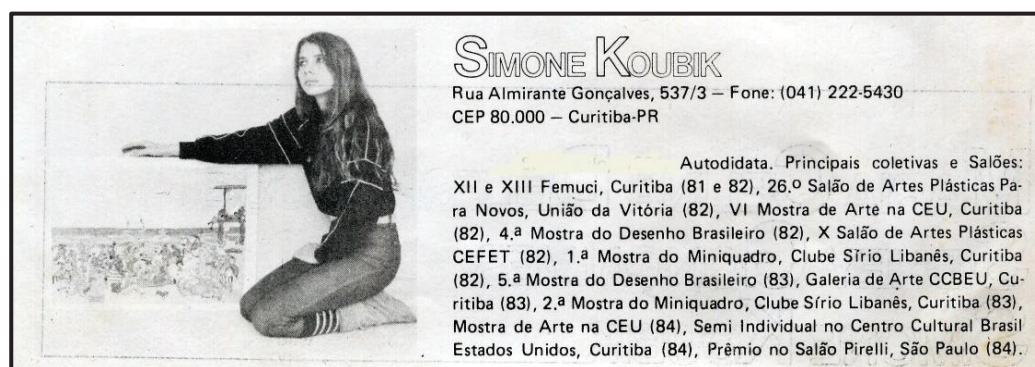 SIMONE KOUBIK
Rua Almirante Gonçalves, 537/3 — Fone: (041) 222-5430
CEP 80.000 — Curitiba-PR
Autodidata. Principais coletivas e Salões:
XII e XIII Femuci, Curitiba (81 e 82), 26.º Salão de Artes Plásticas Pa-
ra Novos, União da Vitória (82), VI Mostra de Arte na CEU, Curitiba
(82), 4.ª Mostra do Desenho Brasileiro (82), X Salão de Artes Plásticas
CEFET (82), 1.ª Mostra do Miniquadro, Clube Sírio Libanês, Curitiba
(82), 5.ª Mostra do Desenho Brasileiro (83), Galeria de Arte CCBEU, Cu-
ritiba (83), 2.ª Mostra do Miniquadro, Clube Sírio Libanês, Curitiba (83),
Mostra de Arte na CEU (84), Semi Individual no Centro Cultural Brasil
Estados Unidos, Curitiba (84), Prêmio no Salão Pirelli, São Paulo (84).